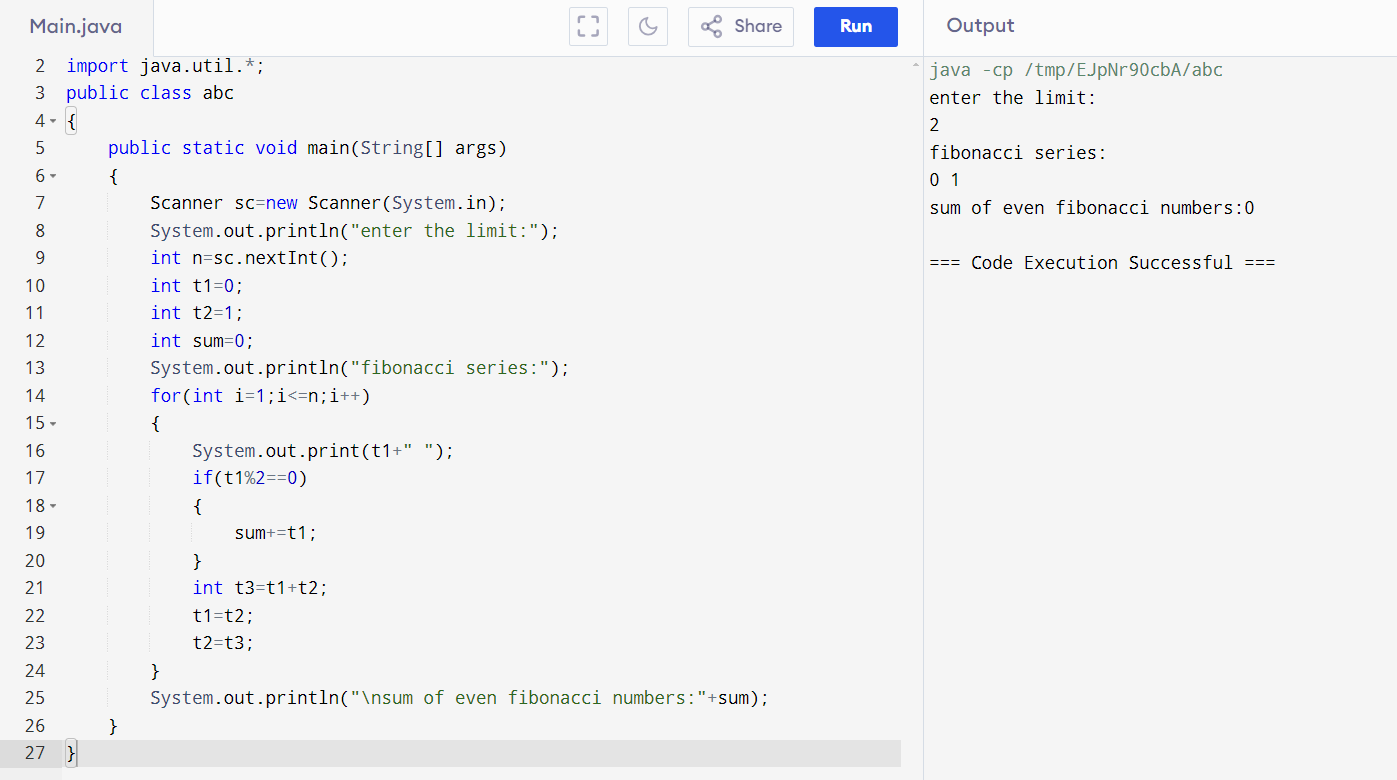 Main.java
Share
Run
Output
2 import java.util.*;
3 public class abc
4 {
5     public static void main(String[] args)
6     {
7         Scanner sc=new Scanner(System.in);
8         System.out.println("enter the limit:");
9         int n=sc.nextInt();
10         int t1=0;
11         int t2=1;
12         int sum=0;
13         System.out.println("fibonacci series:");
14         for(int i=1;i<=n;i++)
15         {
16             System.out.print(t1+" ");
17             if(t1%2==0)
18             {
19                 sum+=t1;
20             }
21             int t3=t1+t2;
22             t1=t2;
23             t2=t3;
24         }
25         System.out.println("\nsum of even fibonacci numbers:"+sum);
26     }
27 }
java -cp /tmp/EJpNr90cbA/abc
enter the limit:
2
fibonacci series:
0 1
sum of even fibonacci numbers:0
=== Code Execution Successful ===